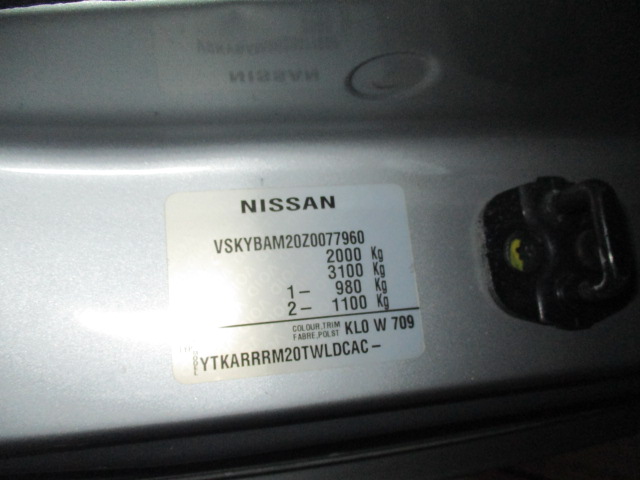 NISSAN
VSKYBAM20Z0077960
2000 Kg
3100 Kg
1- 980 Kg
2- 1100 Kg
COLOUR.TRIM
FABRE.POLST KL0 W 709
YTKARRRM20TWLDCAC-